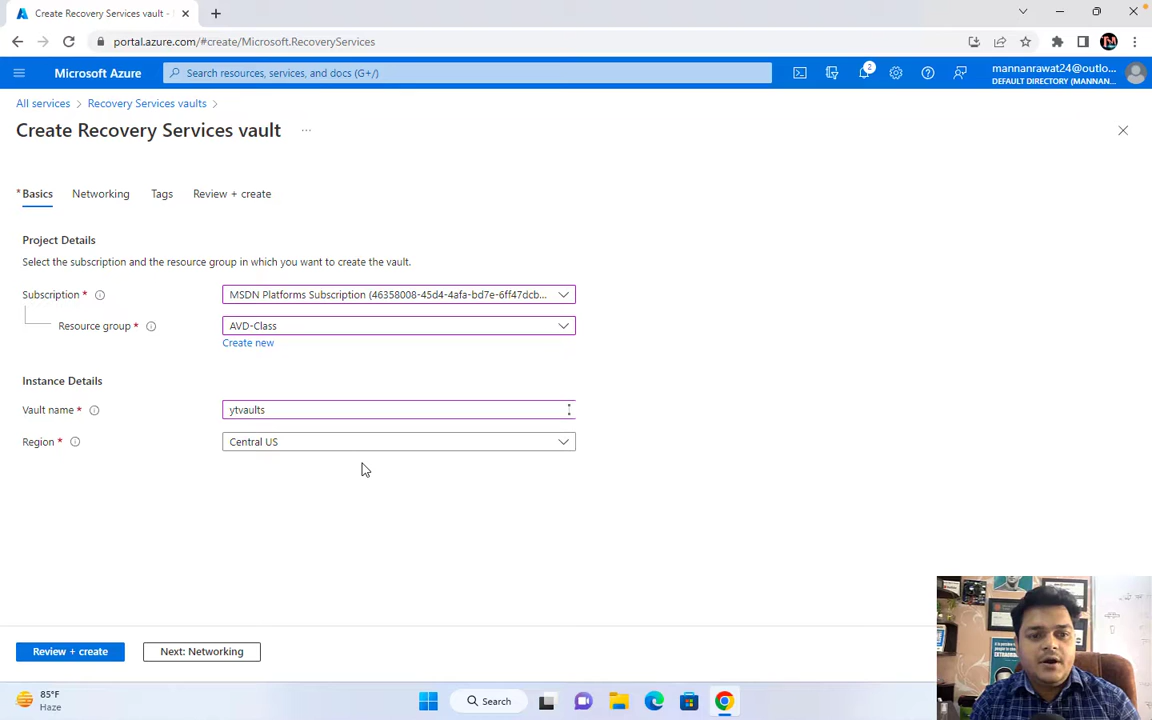 Create Recovery Services vault -
portal.azure.com/#create/Microsoft.RecoveryServices
Microsoft Azure
Search resources, services, and docs (G+/)
2
mannanrawat24@outlo...
DEFAULT DIRECTORY (MANNAN....
All services > Recovery Services vaults >
Create Recovery Services vault ...
* Basics Networking Tags Review + create
Project Details
Select the subscription and the resource group in which you want to create the vault.
Subscription * MSDN Platforms Subscription (46358008-45d4-4afa-bd7e-6ff47dcb...
Resource group * AVD-Class
Create new
Instance Details
Vault name * ytvaults
Region * Central US
Review + create Next: Networking
85°F
Haze
Search